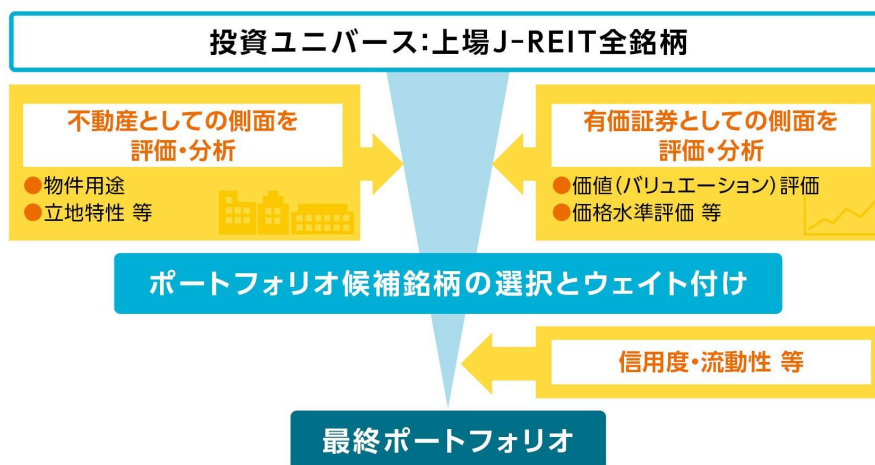 投資ユニバース:上場J-REIT全銘柄
不動産としての側面を
評価・分析
●物件用途
●立地特性 等
有価証券としての側面を
評価・分析
●価値(バリュエーション)評価
●価格水準評価 等
ポートフォリオ候補銘柄の選択とウェイト付け
信用度・流動性 等
最終ポートフォリオ